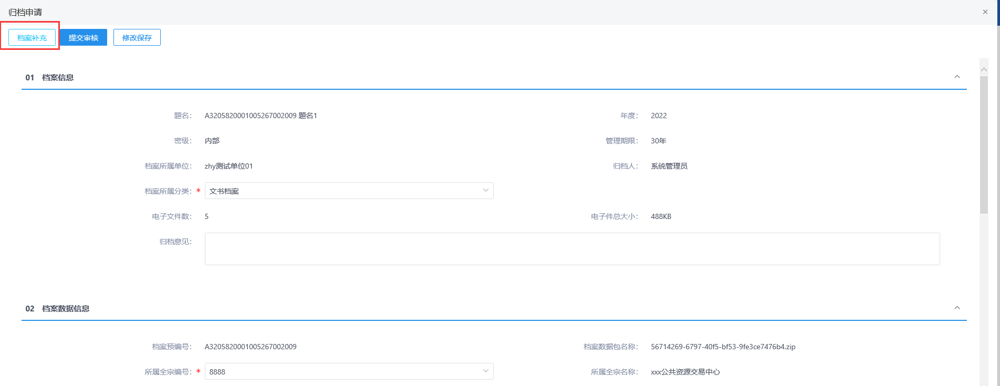 归档申请
档案补充 提交审核 修改保存
01 档案信息
题名： A3205820001005267002009 题名1 年度： 2022
密级： 内部 管理期限： 30年
档案所属单位： zhy测试单位01 归档人： 系统管理员
档案所属分类：* 文书档案
电子文件数： 5 电子件总大小： 488KB
归档意见：
02 档案数据信息
档案预编号： A3205820001005267002009 档案数据包名称： 56714269-6797-40f5-bf53-9fe3ce7476b4.zip
所属全宗编号：* 8888 所属全宗名称： xxx公共资源交易中心